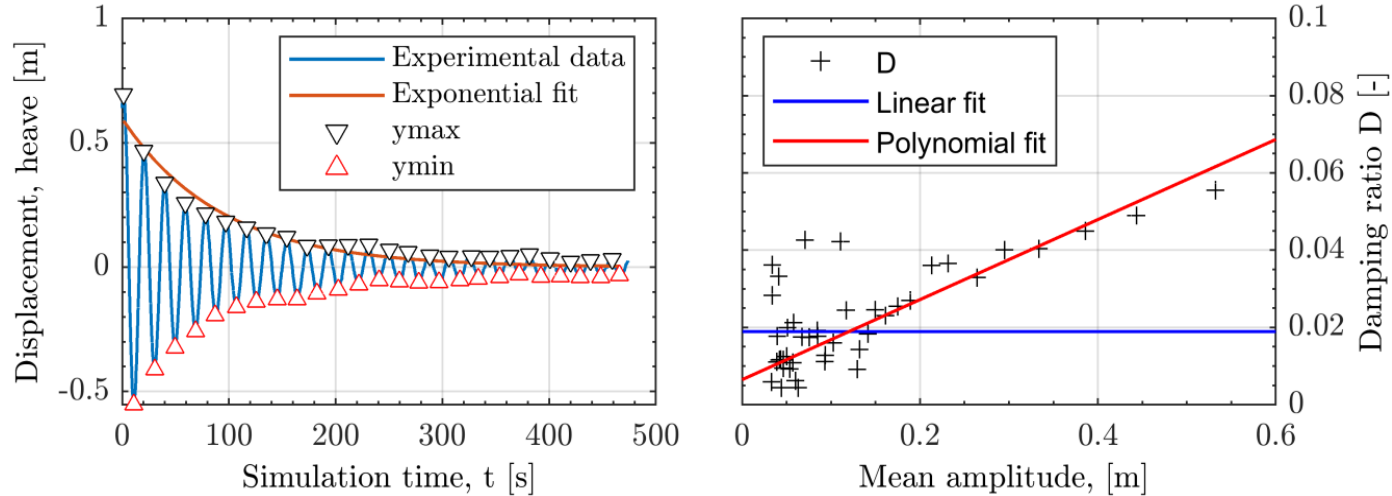 Displacement, heave [m]
1
0.5
0
-0.5
Experimental data
Exponential fit
ymax
ymin
0 100 200 300 400 500
Simulation time, t [s]
D
Linear fit
Polynomial fit
0.1
0.08
0.06
0.04
0.02
0
Damping ratio D [-]
0 0.2 0.4 0.6
Mean amplitude, [m]